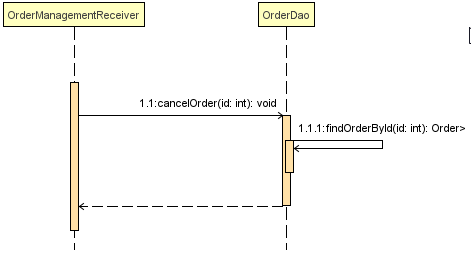 OrderManagementReceiver
OrderDao
1.1:cancelOrder(id: int): void
1.1.1:findOrderById(id: int): Order>